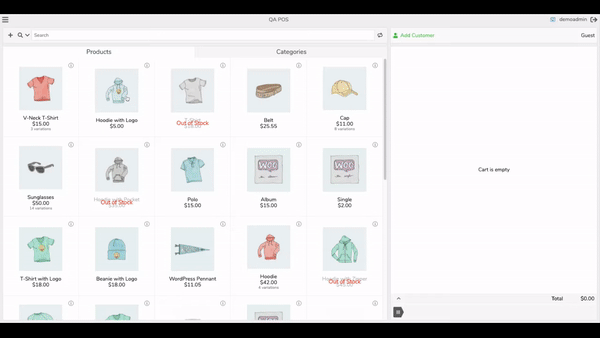 QA POS
demoadmin
Search
Add Customer
Guest
Products
Categories
V-Neck T-Shirt
$15.00
3 variations
Hoodie with Logo
$5.00
Out of Stock
Belt
$25.55
Cap
$11.00
8 variations
Sunglasses
$50.00
14 variations
Out of Stock
Polo
$15.00
WOO
Album
$15.00
WOO
Single
$2.00
Cart is empty
T-Shirt with Logo
$18.00
Beanie with Logo
$18.00
WordPress Pennant
$11.05
Hoodie
$42.00
Out of Stock
Total
$0.00